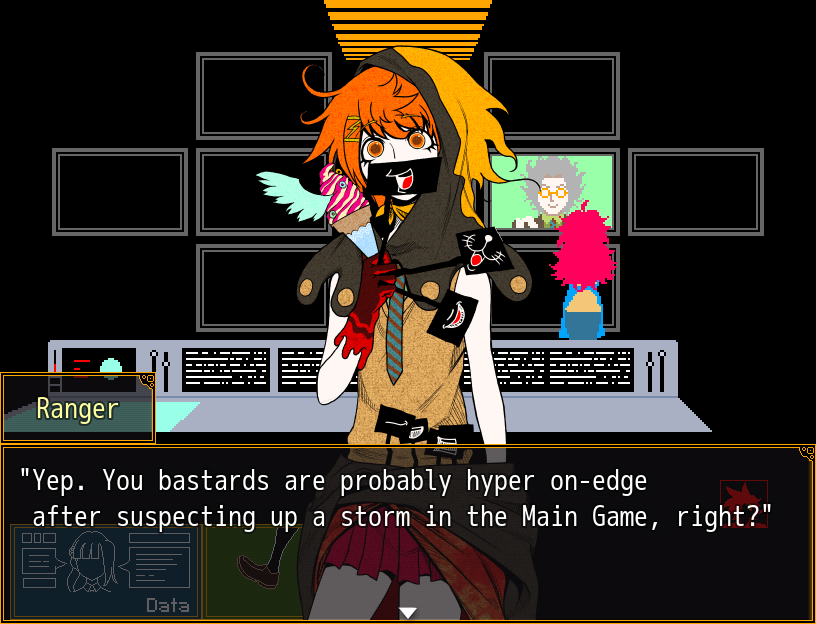 Ranger
"Yep. You bastards are probably hyper on-edge
after suspecting up a storm in the Main Game, right?"
Data